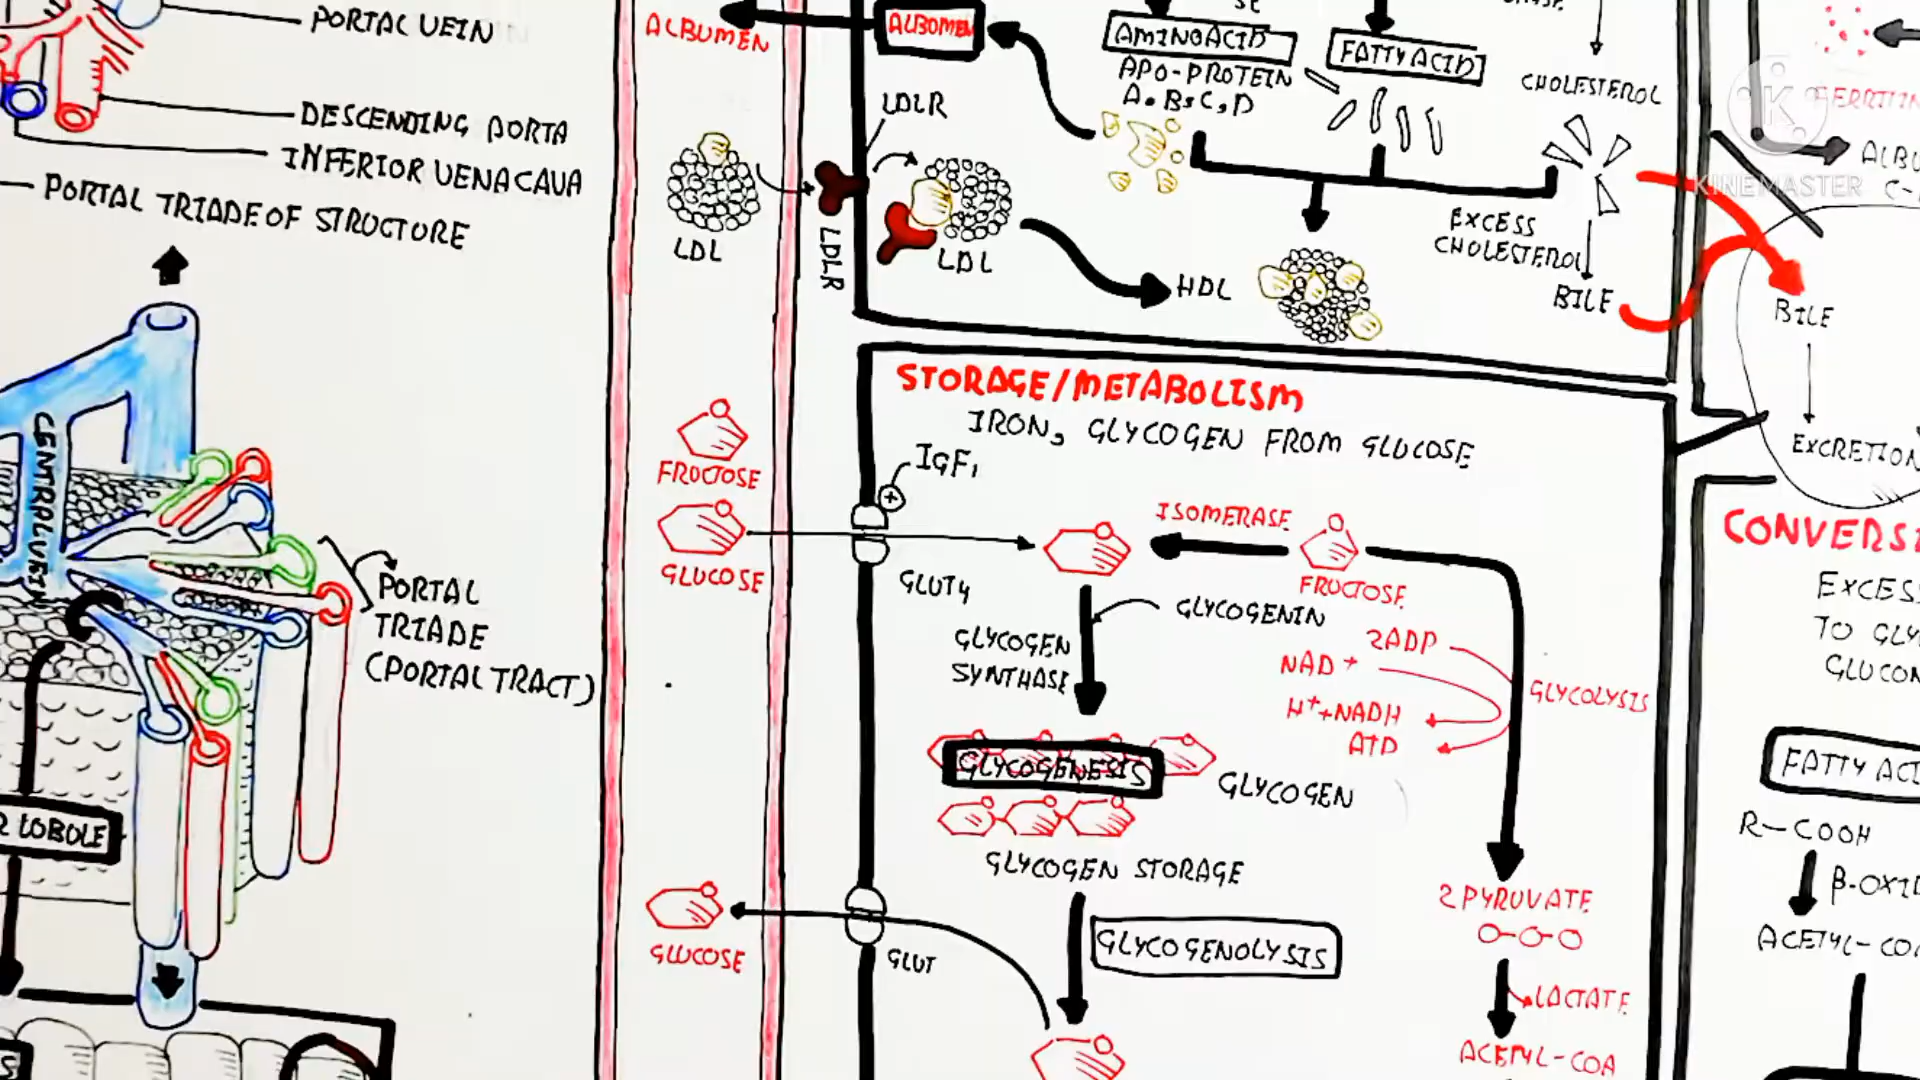 PORTAL VEIN
DESCENDING AORTA
INFERIOR VENACAVA
PORTAL TRIADE OF STRUCTURE
CENTRAL VEIN
PORTAL
TRIADE
(PORTAL TRACT)
LOBULE
ALBUMEN
ALBUMEN
SE
AMINOACID
APO-PROTEIN
A.B,C,D
FATTY ACID
CHOLESTEROL
LDLR
LDL
LDLR
LDL
HDL
EXCESS
CHOLESTEROL
BILE
KINEMASTER
BILE
EXCRETION
STORAGE/METABOLISM
IRON, GLYCOGEN FROM GLUCOSE
IGF1
FRUCTOSE
GLUCOSE
GLUT4
ISOMERASE
FRUCTOSE
GLYCOGENIN
GLYCOGEN
SYNTHASE
2ADP
NAD+
H++NADH
ATP
GLYCOLYSIS
GLYCOGENESIS
GLYCOGEN
GLYCOGEN STORAGE
GLYCOGENOLYSIS
GLUCOSE
GLUT
2 PYRUVATE
LACTATE
ACETYL-COA
CONVERSI
EXCESS
TO GLY
GLUCON
FATTY ACI
R-COOH
β-OXID
ACETYL-CO